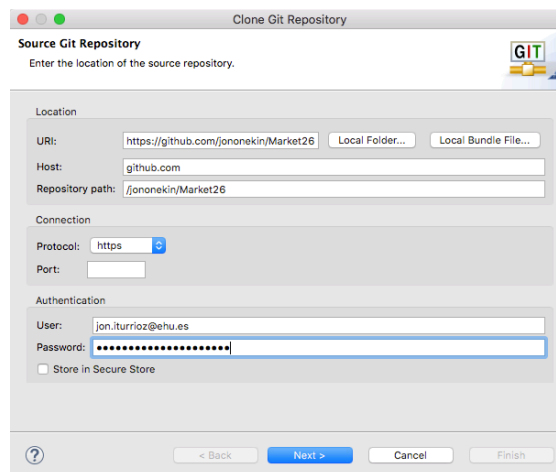 Clone Git Repository
Source Git Repository
Enter the location of the source repository.
GIT
Location
URI: https://github.com/jononekin/Market26 Local Folder... Local Bundle File...
Host: github.com
Repository path: /jononekin/Market26
Connection
Protocol: https
Port:
Authentication
User: jon.iturrioz@ehu.es
Password: ●●●●●●●●●●●●●●●●●●●●●
Store in Secure Store
? < Back Next > Cancel Finish